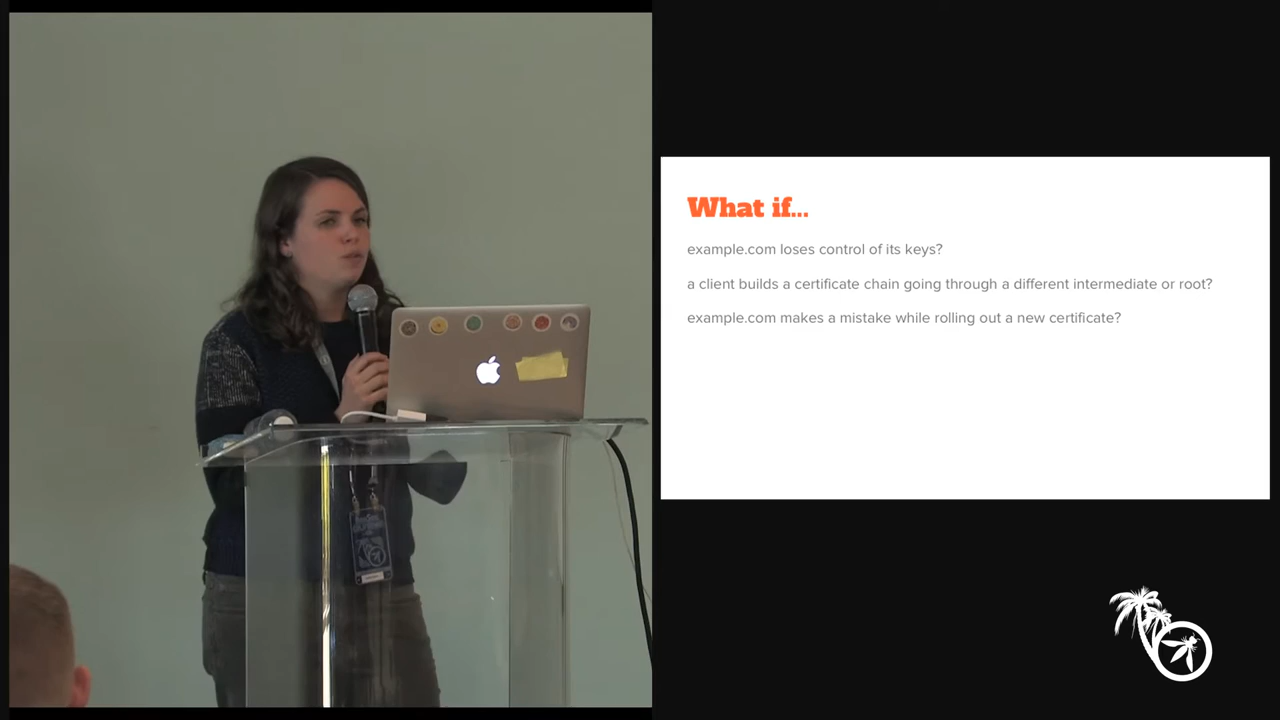 What if...
example.com loses control of its keys?
a client builds a certificate chain going through a different intermediate or root?
example.com makes a mistake while rolling out a new certificate?